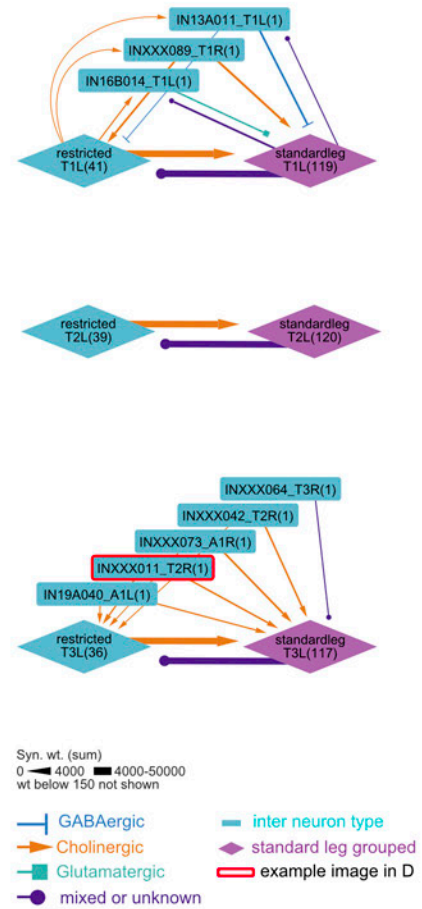 IN13A011_T1L(1)
INXXX089_T1R(1)
IN16B014_T1L(1)
restricted
T1L(41)
standardleg
T1L(119)
restricted
T2L(39)
standardleg
T2L(120)
INXXX064_T3R(1)
INXXX042_T2R(1)
INXXX073_A1R(1)
INXXX011_T2R(1)
IN19A040_A1L(1)
restricted
T3L(36)
standardleg
T3L(117)
Syn. wt. (sum)
0 4000 4000-50000
wt below 150 not shown
GABAergic
inter neuron type
Cholinergic
standard leg grouped
Glutamatergic
example image in D
mixed or unknown